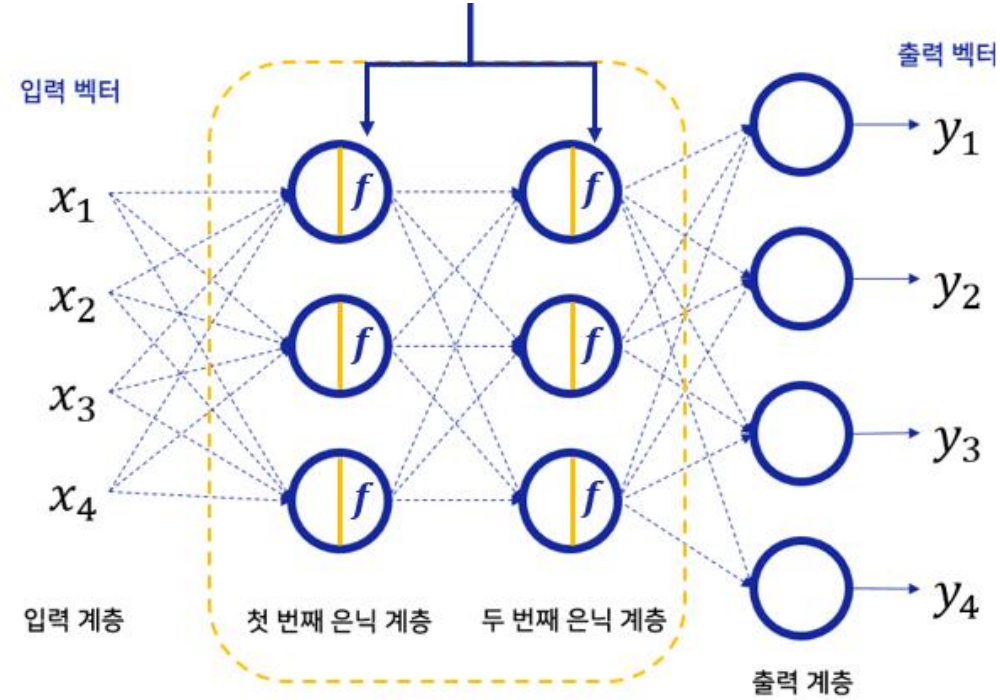 입력 벡터
출력 벡터
x1
x2
x3
x4
f
f
f
f
f
f
y1
y2
y3
y4
입력 계층
첫 번째 은닉 계층
두 번째 은닉 계층
출력 계층